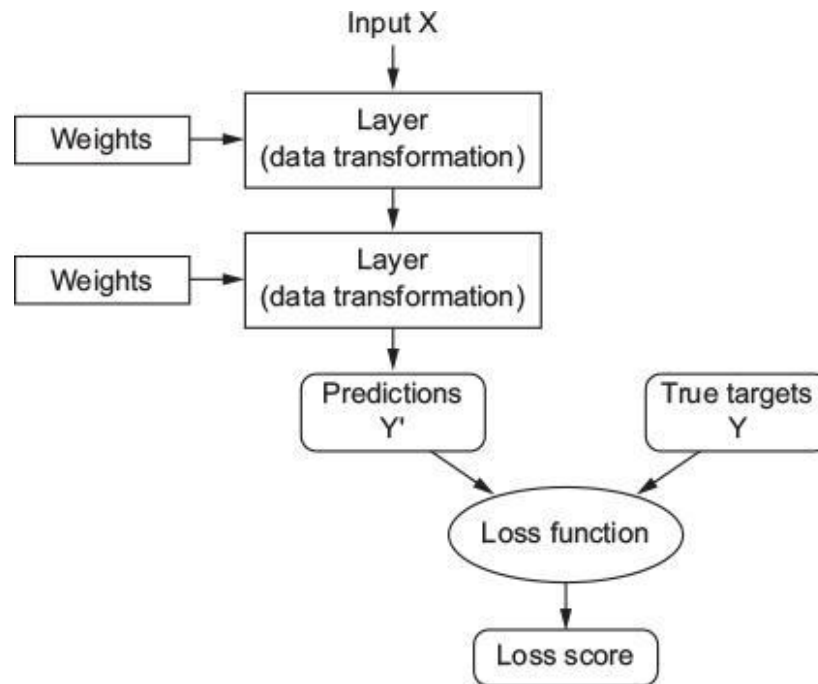 Input X
Weights
Layer
(data transformation)
Weights
Layer
(data transformation)
Predictions
Y'
True targets
Y
Loss function
Loss score